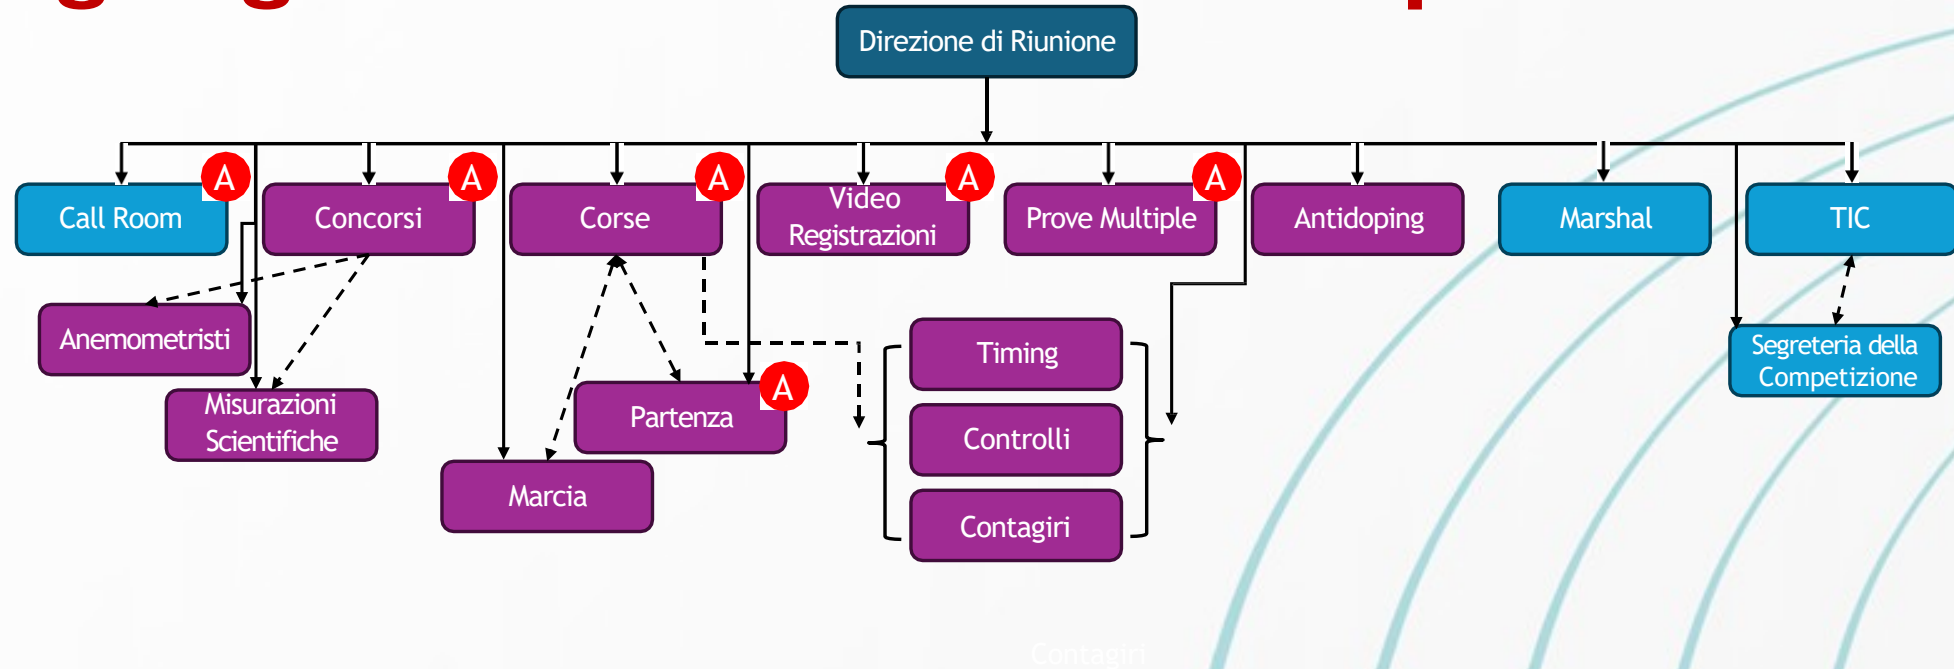 Direzione di Riunione
A
A
A
A
A
Call Room
Concorsi
Corse
Video
Registrazioni
Prove Multiple
Antidoping
Marshal
TIC
Anemometristi
Timing
Segreteria della
Competizione
Misurazioni
Scientifiche
A
Partenza
Controlli
Marcia
Contagiri
Contagiri